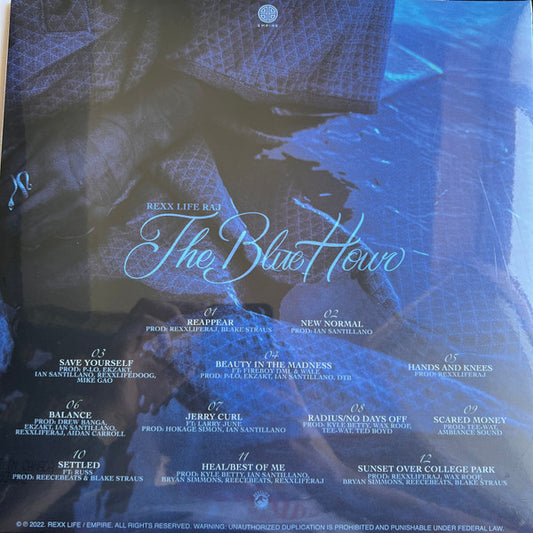 EMPIRE
REXX LIFE RAJ
The Blue Hour
01
REAPPEAR
PROD: REXXLIFERAJ, BLAKE STRAUS
02
NEW NORMAL
PROD: IAN SANTILLANO
03
SAVE YOURSELF
PROD: P-LO, EKZAKT,
IAN SANTILLANO, REXXLIFEDOOG,
MIKE GAO
04
BEAUTY IN THE MADNESS
FT: FIREBOY DML & WALE
PROD: P-LO, EKZAKT, IAN SANTILLANO, DTB
05
HANDS AND KNEES
PROD: REXXLIFERAJ
06
BALANCE
PROD: DREW BANGA,
EKZAKT, IAN SANTILLANO,
REXXLIFERAJ, AIDAN CARROLL
07
JERRY CURL
FT: LARRY JUNE
PROD: HOKAGE SIMON, IAN SANTILLANO
08
RADIUS/NO DAYS OFF
PROD: KYLE BETTY, WAX ROOF,
TEE-WAT, TED BOYD
09
SCARED MONEY
PROD: TEE-WAT,
AMBIANCE SOUND
10
SETTLED
FT: RUSS
PROD: REECEBEATS & BLAKE STRAUS
11
HEAL/BEST OF ME
PROD: KYLE BETTY, IAN SANTILLANO,
BRYAN SIMMONS, REECEBEATS, REXXLIFERAJ
12
SUNSET OVER COLLEGE PARK
PROD: REXXLIFERAJ, WAX ROOF,
BRYAN SIMMONS, REECEBEATS, BLAKE STRAUS
© ℗ 2022. REXX LIFE / EMPIRE. ALL RIGHTS RESERVED. WARNING: UNAUTHORIZED DUPLICATION IS PROHIBITED AND PUNISHABLE UNDER FEDERAL LAW.